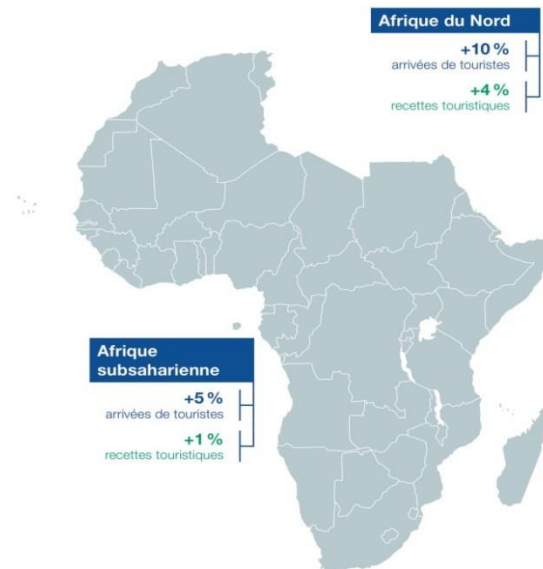 Afrique du Nord
+10 %
arrivées de touristes
+4 %
recettes touristiques
Afrique
subsaharienne
+5 %
arrivées de touristes
+1 %
recettes touristiques